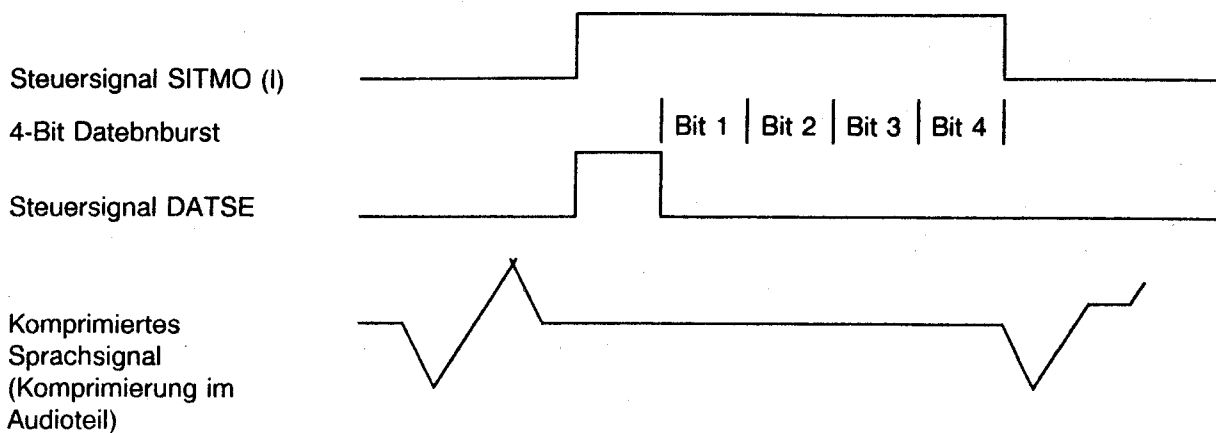 Steuersignal SITMO (I)
4-Bit Datebnburst
Bit 1 Bit 2 Bit 3 Bit 4
Steuersignal DATSE
Komprimiertes
Sprachsignal
(Komprimierung im
Audioteil)